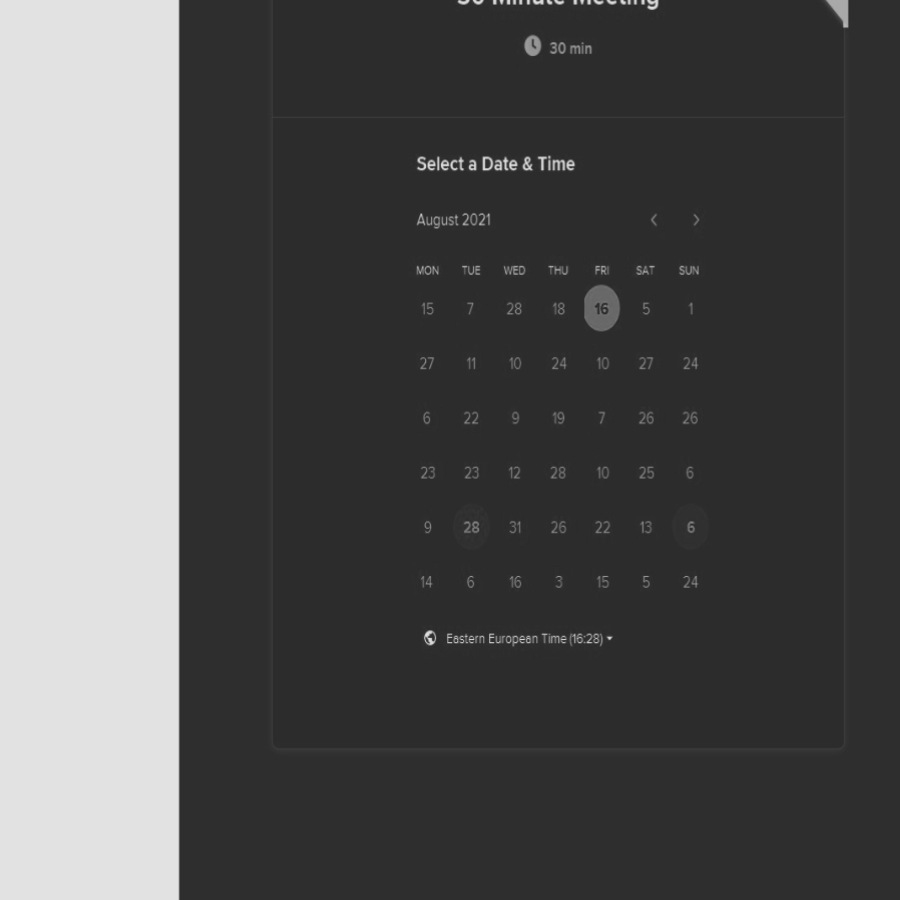 30 Minute Meeting
30 min
Select a Date & Time
August 2021
MON TUE WED THU FRI SAT SUN
15 7 28 18 16 5 1
27 11 10 24 10 27 24
6 22 9 19 7 26 26
23 23 12 28 10 25 6
9 28 31 26 22 13 6
14 6 16 3 15 5 24
Eastern European Time (16:28)